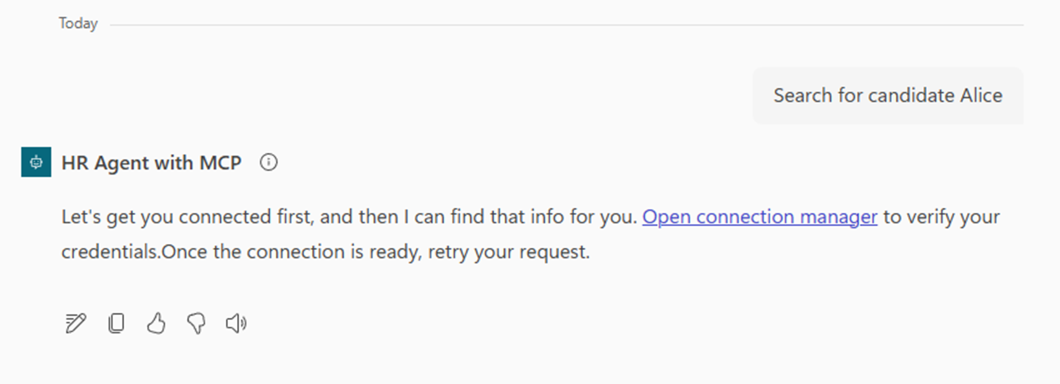 Today
Search for candidate Alice
HR Agent with MCP
Let's get you connected first, and then I can find that info for you. Open connection manager to verify your
credentials.Once the connection is ready, retry your request.